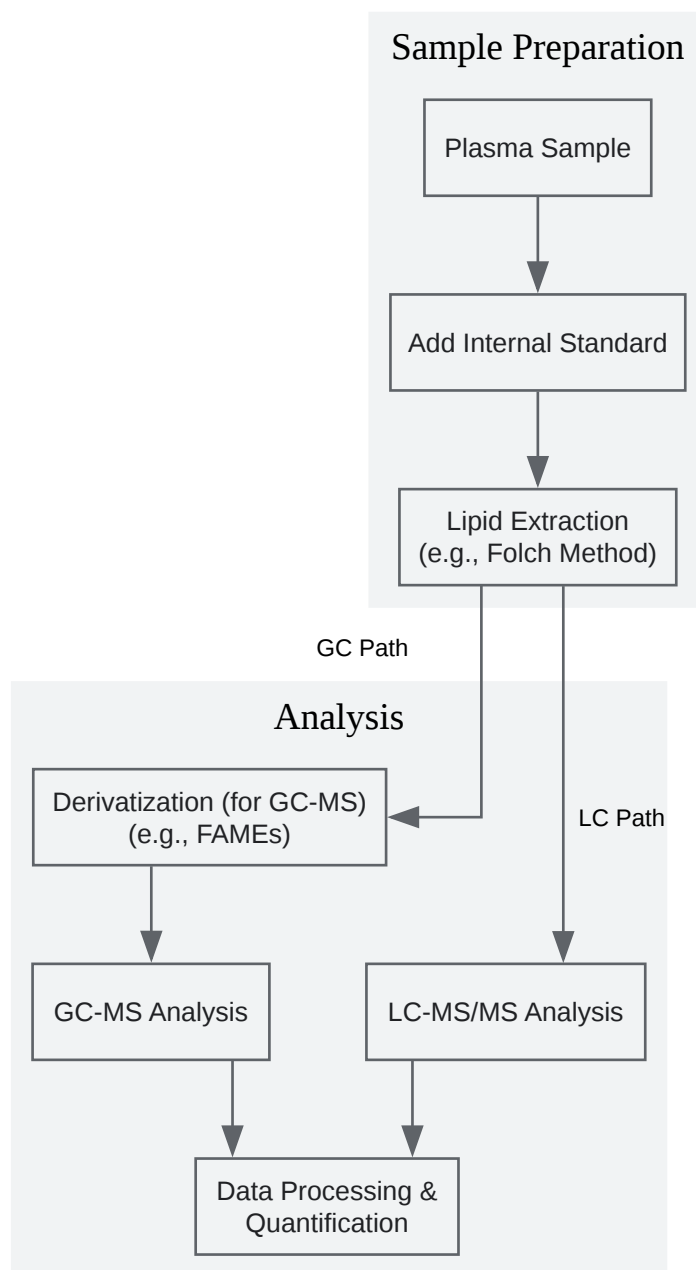 Sample Preparation
Plasma Sample
Add Internal Standard
Lipid Extraction
(e.g., Folch Method)
GC Path
Analysis
Derivatization (for GC-MS)
(e.g., FAMEs)
LC Path
GC-MS Analysis
LC-MS/MS Analysis
Data Processing &
Quantification